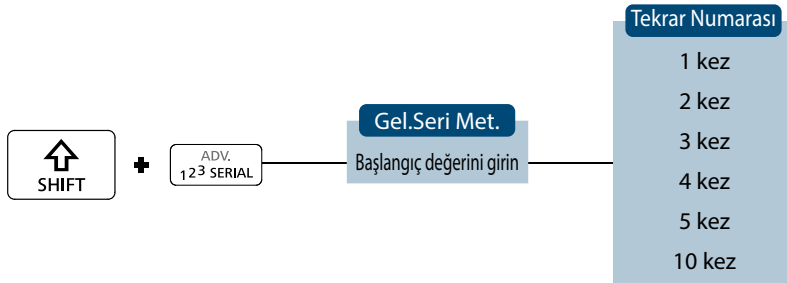 Tekrar Numarası
1 kez
2 kez
3 kez
4 kez
5 kez
10 kez
Gel.Seri Met.
Başlangıç değerini girin
SHIFT
+
ADV.
123 SERIAL